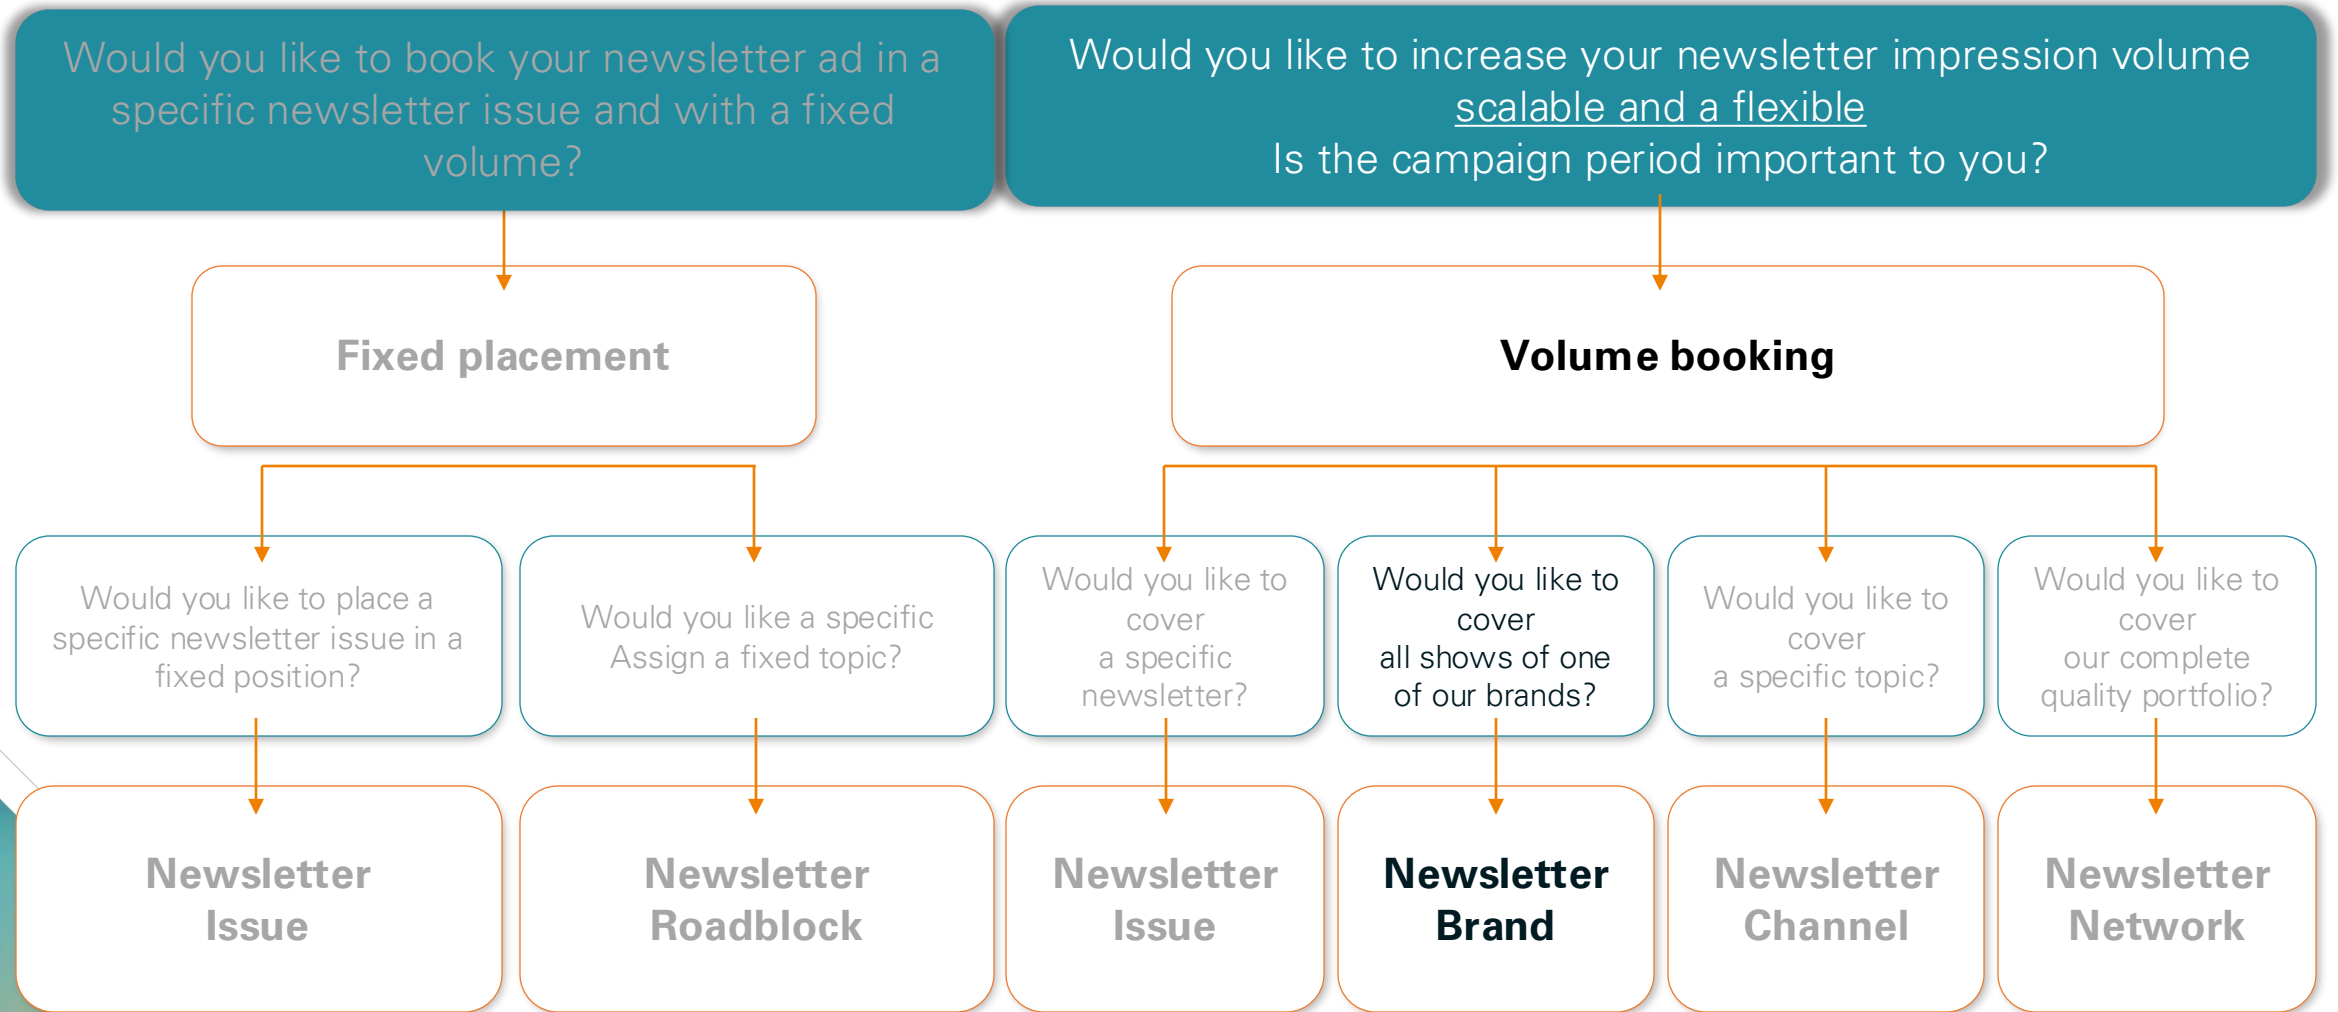 Would you like to book your newsletter ad in a
specific newsletter issue and with a fixed
volume?
Would you like to increase your newsletter impression volume
scalable and a flexible
Is the campaign period important to you?
Fixed placement
Volume booking
Would you like to place a
specific newsletter issue in a
fixed position?
Would you like a specific
Assign a fixed topic?
Would you like to
cover
a specific
newsletter?
Would you like to
cover
all shows of one
of our brands?
Would you like to
cover
a specific topic?
Would you like to
cover
our complete
quality portfolio?
Newsletter
Issue
Newsletter
Roadblock
Newsletter
Issue
Newsletter
Brand
Newsletter
Channel
Newsletter
Network